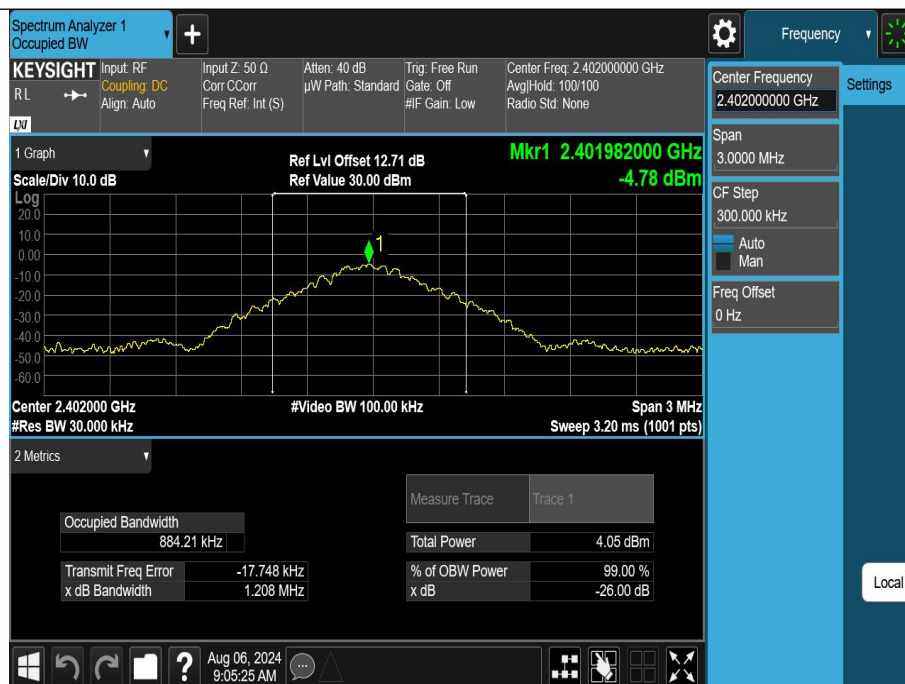 Spectrum Analyzer 1
Occupied BW
+
Frequency
KEYSIGHT
RL
LXI
Input: RF
Coupling: DC
Align: Auto
Input Z: 50 Ω
Corr CCorr
Freq Ref: Int (S)
Atten: 40 dB
µW Path: Standard
Trig: Free Run
Gate: Off
#IF Gain: Low
Center Freq: 2.402000000 GHz
Avg|Hold: 100/100
Radio Std: None
Center Frequency
2.402000000 GHz
Settings
Span
3.0000 MHz
CF Step
300.000 kHz
Auto
Man
Freq Offset
0 Hz
Local
1 Graph
Scale/Div 10.0 dB
Ref Lvl Offset 12.71 dB
Ref Value 30.00 dBm
Mkr1 2.401982000 GHz
-4.78 dBm
Log
20.0
10.0
0.00
-10.0
-20.0
-30.0
-40.0
-50.0
-60.0
1
Center 2.402000 GHz
#Res BW 30.000 kHz
#Video BW 100.00 kHz
Span 3 MHz
Sweep 3.20 ms (1001 pts)
2 Metrics
Measure Trace Trace 1
Occupied Bandwidth
884.21 kHz
Total Power 4.05 dBm
Transmit Freq Error -17.748 kHz
% of OBW Power 99.00 %
x dB Bandwidth 1.208 MHz
x dB -26.00 dB
?
Aug 06, 2024
9:05:25 AM